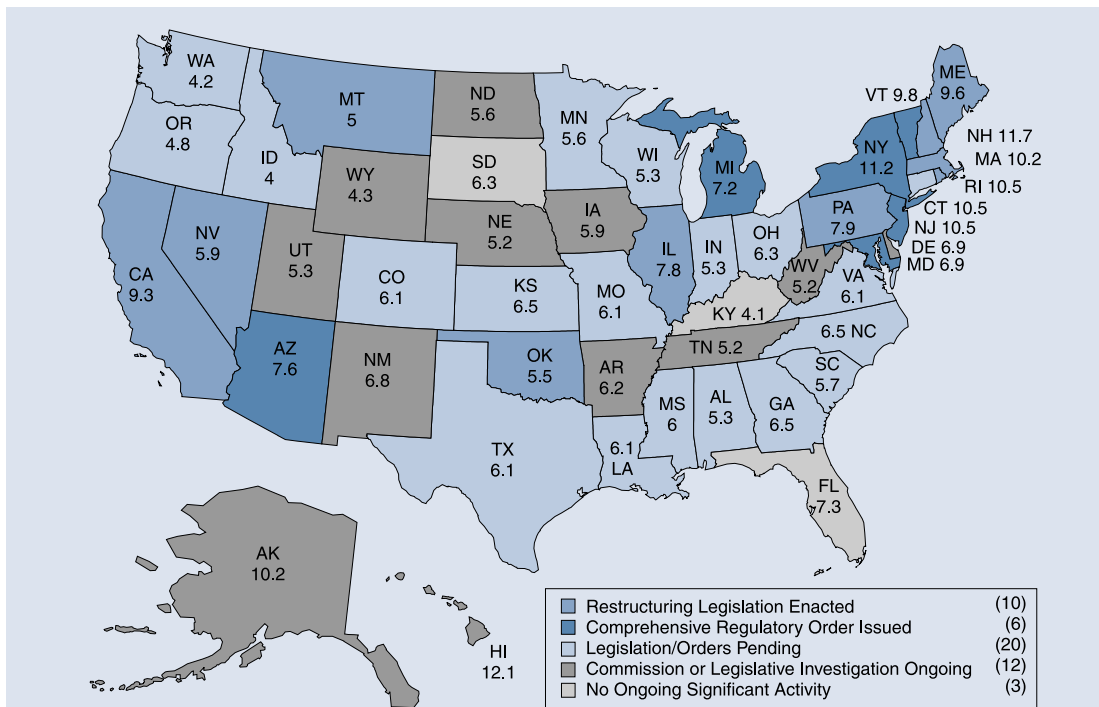 WA
4.2
OR
4.8
ID
4
MT
5
ND
5.6
SD
6.3
WY
4.3
NE
5.2
MN
5.6
WI
5.3
IA
5.9
MI
7.2
VT 9.8
ME
9.6
NY
11.2
NH 11.7
MA 10.2
RI 10.5
CT 10.5
NJ 10.5
DE 6.9
MD 6.9
PA
7.9
CA
9.3
NV
5.9
UT
5.3
CO
6.1
KS
6.5
MO
6.1
IL
7.8
IN
5.3
OH
6.3
WV
5.2
VA
6.1
KY 4.1
6.5 NC
TN 5.2
SC
5.7
AZ
7.6
NM
6.8
OK
5.5
AR
6.2
MS
6
AL
5.3
GA
6.5
TX
6.1
6.1
LA
FL
7.3
AK
10.2
HI
12.1
Restructuring Legislation Enacted (10)
Comprehensive Regulatory Order Issued (6)
Legislation/Orders Pending (20)
Commission or Legislative Investigation Ongoing (12)
No Ongoing Significant Activity (3)